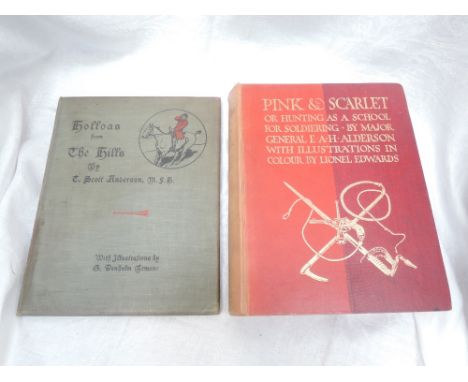 Holloas
from
The Hills
By
T. Scott Anderson, M.F.H.
With Illustrations by
G. Denholm Armour
PINK & SCARLET
OR HUNTING AS A SCHOOL
FOR SOLDIERING · BY MAJOR
GENERAL E·A·H·ALDERSON
WITH ILLUSTRATIONS IN
COLOUR BY LIONEL EDWARDS